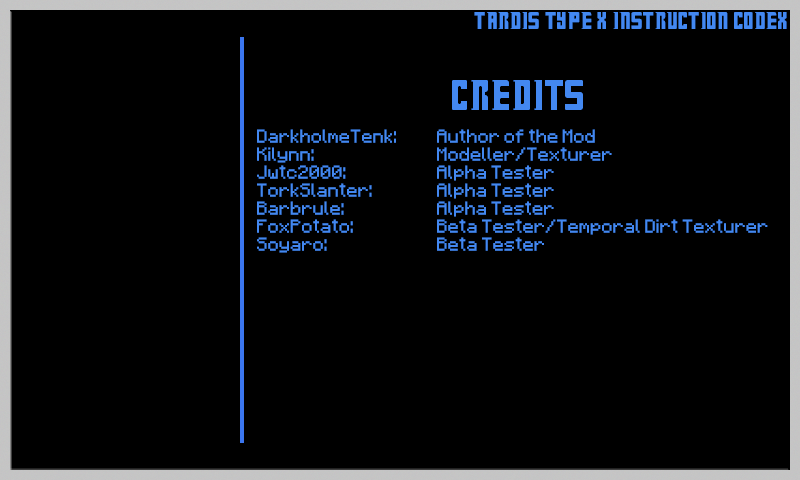 TARDIS TYPE X INSTRUCTION CODEX
CREDITS
DarkholmeTenk: Author of the Mod
Kilynn: Modeller/Texturer
Jwtc2000: Alpha Tester
TorkSlanter: Alpha Tester
Barbrule: Alpha Tester
FoxPotato: Beta Tester/Temporal Dirt Texturer
Soyaro: Beta Tester